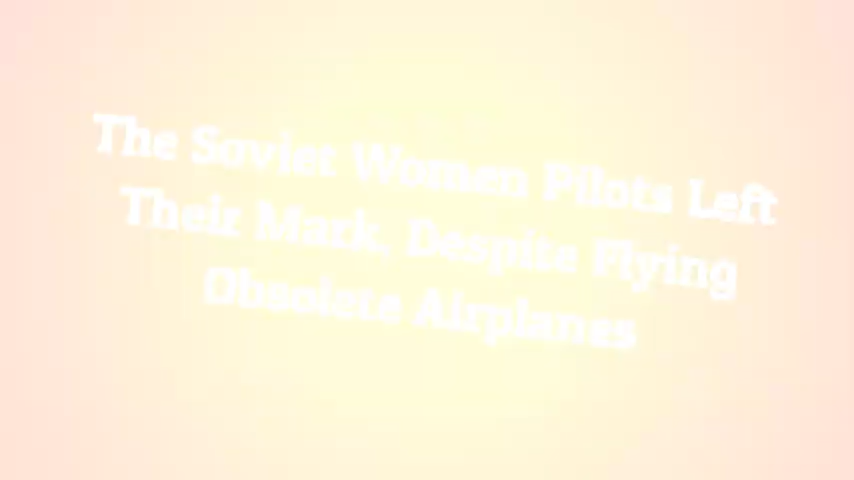 The Soviet Women Pilots Left
Their Mark, Despite Flying
Obsolete Airplanes